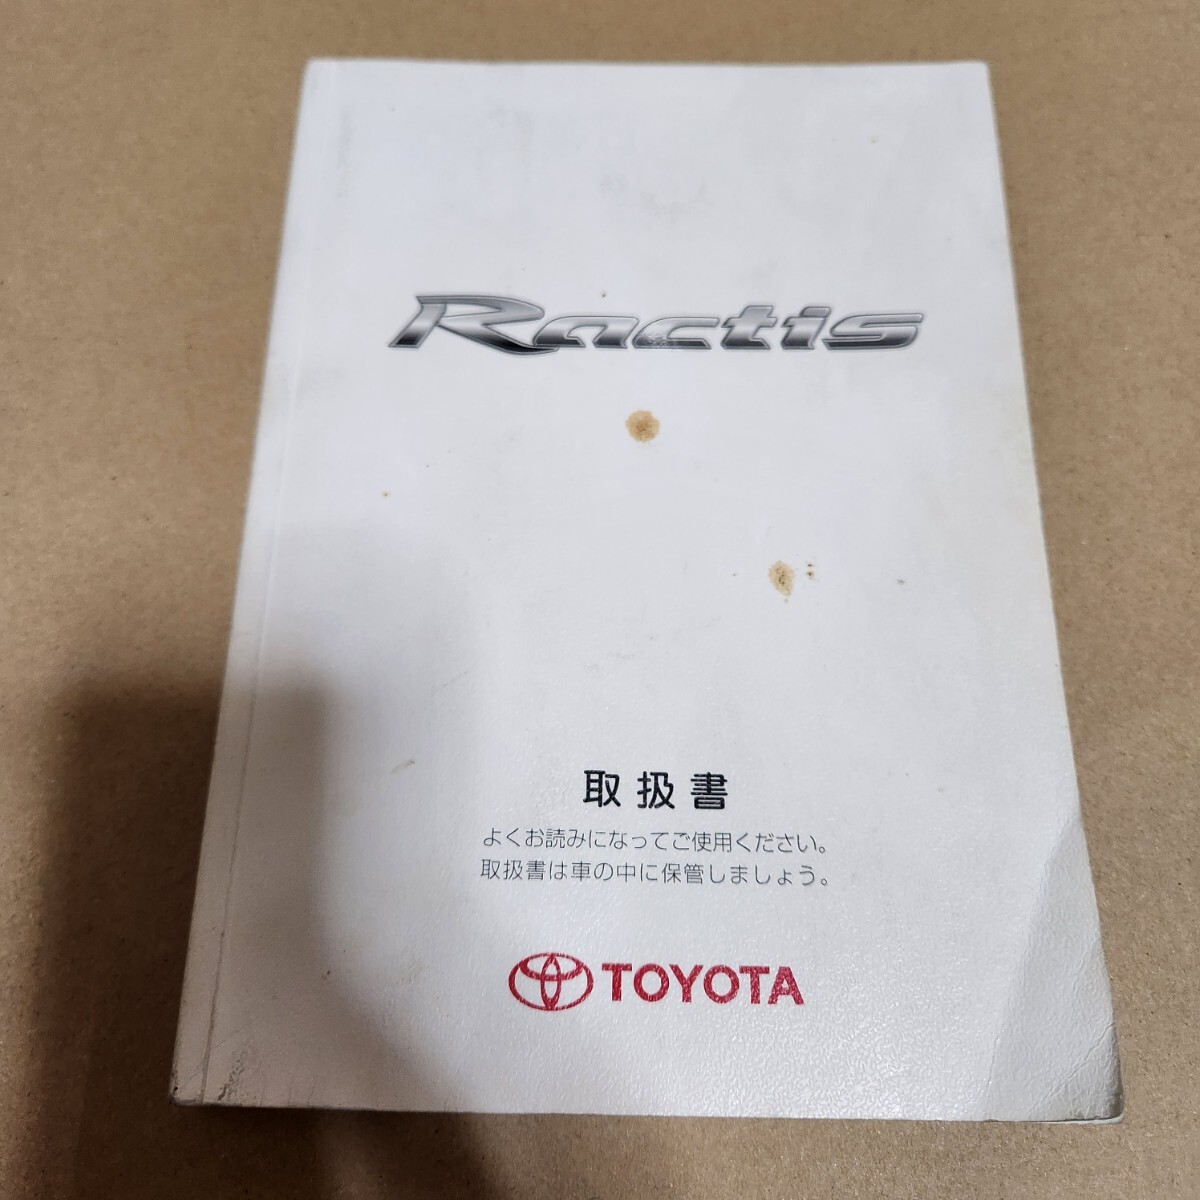 Ractis
取扱書
よくお読みになってご使用ください。
取扱書は車の中に保管しましょう。
TOYOTA